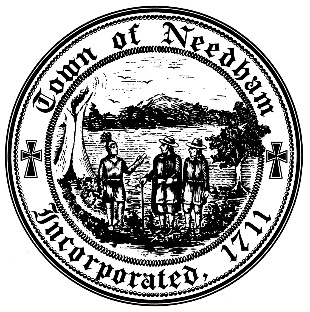 Town of Needham
Incorporated, 1711